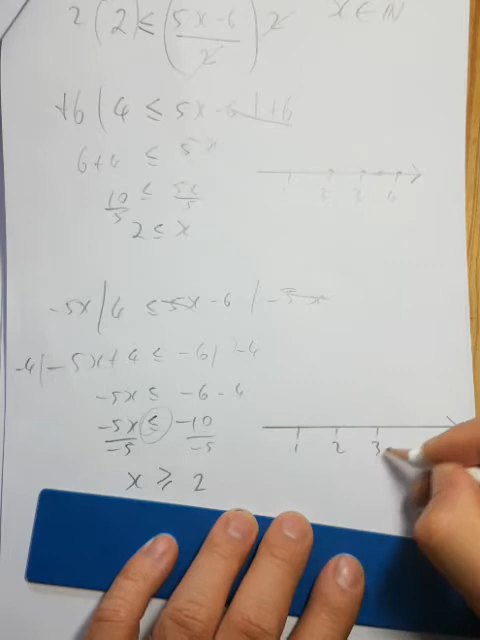 2 ( 2 ) ≤ ( (5x-6)/2 ) 2   x ∈ N
+6 | 4 ≤ 5x - 6 | +6
6+4 ≤ 5x
10/5 ≤ 5x/5
1 2 3 4
2 ≤ x
-5x | 4 ≤ 5x - 6 | -5x
-4 | -5x + 4 ≤ -6 | -4
-5x ≤ -6 - 4
-5x/-5 ≤ -10/-5
1 2 3
x ≥ 2